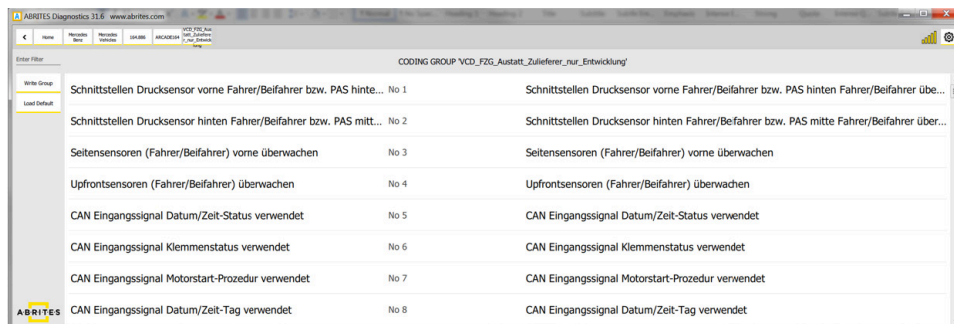 ABRITES Diagnostics 31.6 www.abrites.com
Home
Mercedes Benz
Mercedes Vehicles
164.886
ARCADE164
VCD_FZG_Aus
tatt_Zuliefere
r_nur_Entwick
lung
Enter Filter
CODING GROUP 'VCD_FZG_Austatt_Zulieferer_nur_Entwicklung'
Write Group
Load Default
Schnittstellen Drucksensor vorne Fahrer/Beifahrer bzw. PAS hinte... No 1 Schnittstellen Drucksensor vorne Fahrer/Beifahrer bzw. PAS hinten Fahrer/Beifahrer übe...
Schnittstellen Drucksensor hinten Fahrer/Beifahrer bzw. PAS mitt... No 2 Schnittstellen Drucksensor hinten Fahrer/Beifahrer bzw. PAS mitte Fahrer/Beifahrer über...
Seitensensoren (Fahrer/Beifahrer) vorne überwachen No 3 Seitensensoren (Fahrer/Beifahrer) vorne überwachen
Upfrontsensoren (Fahrer/Beifahrer) überwachen No 4 Upfrontsensoren (Fahrer/Beifahrer) überwachen
CAN Eingangssignal Datum/Zeit-Status verwendet No 5 CAN Eingangssignal Datum/Zeit-Status verwendet
CAN Eingangssignal Klemmenstatus verwendet No 6 CAN Eingangssignal Klemmenstatus verwendet
CAN Eingangssignal Motorstart-Prozedur verwendet No 7 CAN Eingangssignal Motorstart-Prozedur verwendet
CAN Eingangssignal Datum/Zeit-Tag verwendet No 8 CAN Eingangssignal Datum/Zeit-Tag verwendet
ABRITES